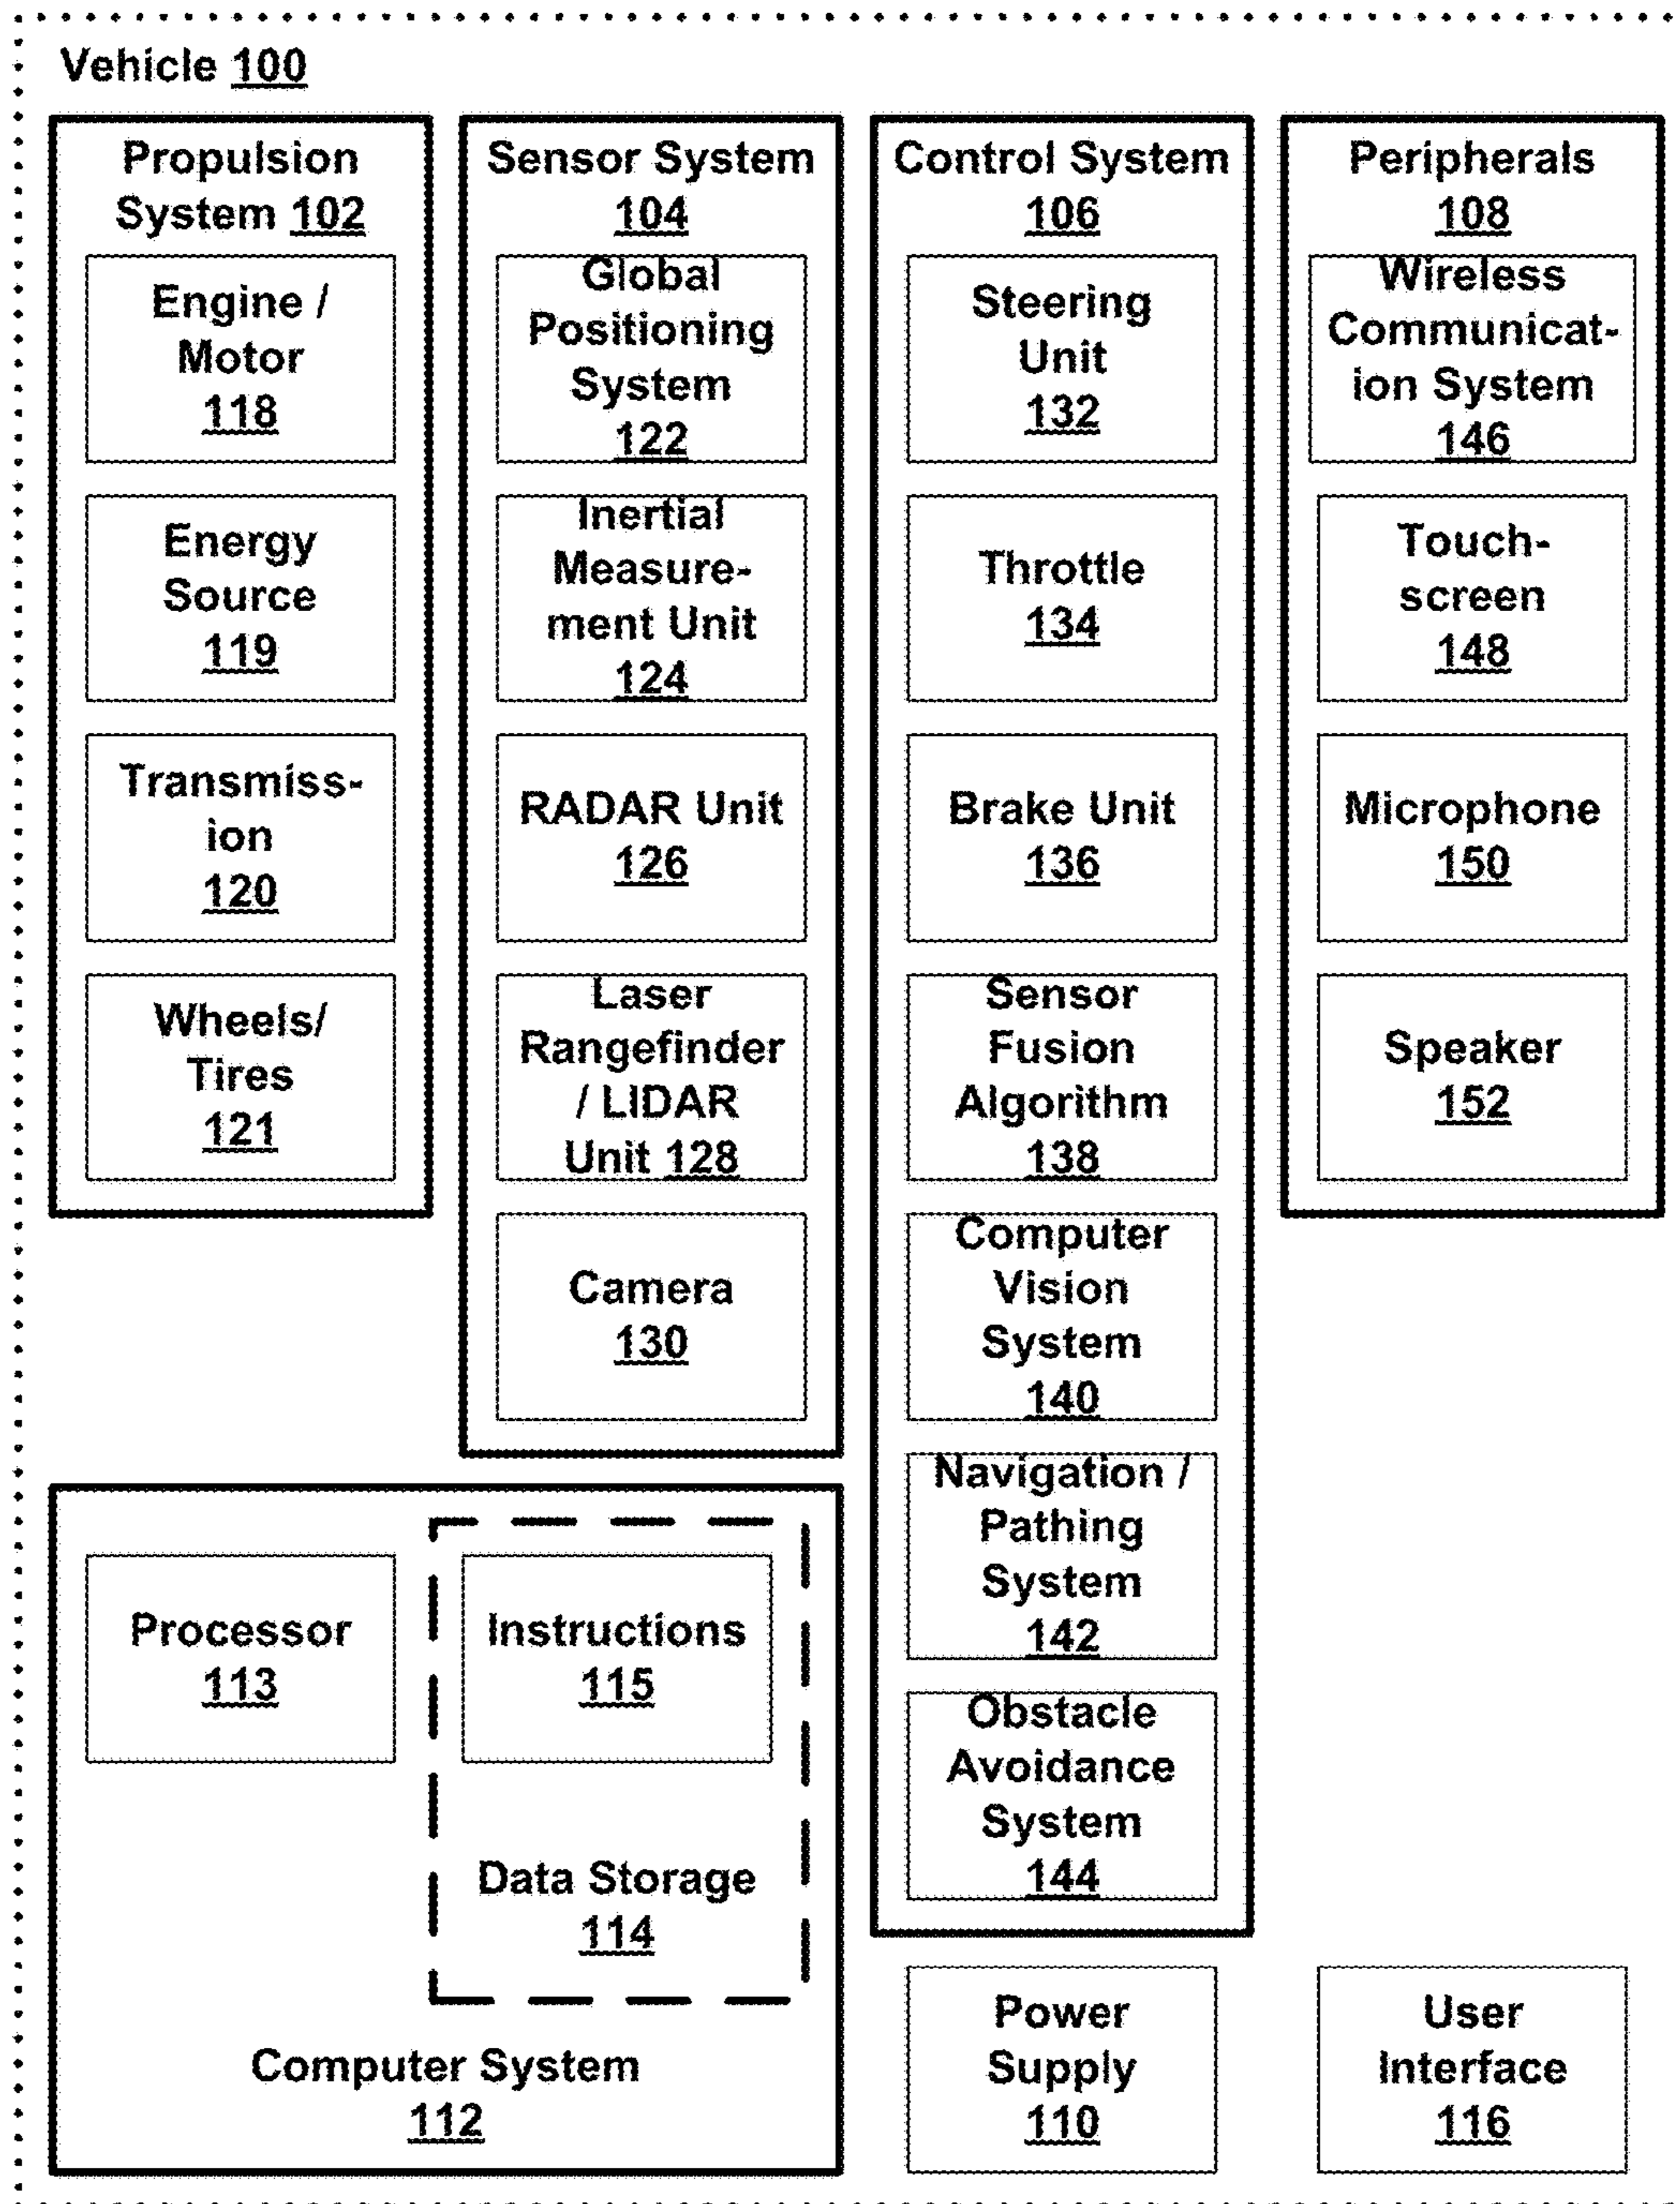 Vehicle 100
Propulsion
System 102
Engine /
Motor
118
Energy
Source
119
Transmiss-
ion
120
Wheels/
Tires
121
Sensor System
104
Global
Positioning
System
122
Inertial
Measure-
ment Unit
124
RADAR Unit
126
Laser
Rangefinder
/ LIDAR
Unit 128
Camera
130
Control System
106
Steering
Unit
132
Throttle
134
Brake Unit
136
Sensor
Fusion
Algorithm
138
Computer
Vision
System
140
Navigation /
Pathing
System
142
Obstacle
Avoidance
System
144
Peripherals
108
Wireless
Communicat-
ion System
146
Touch-
screen
148
Microphone
150
Speaker
152
Processor
113
Instructions
115
Data Storage
114
Computer System
112
Power
Supply
110
User
Interface
116